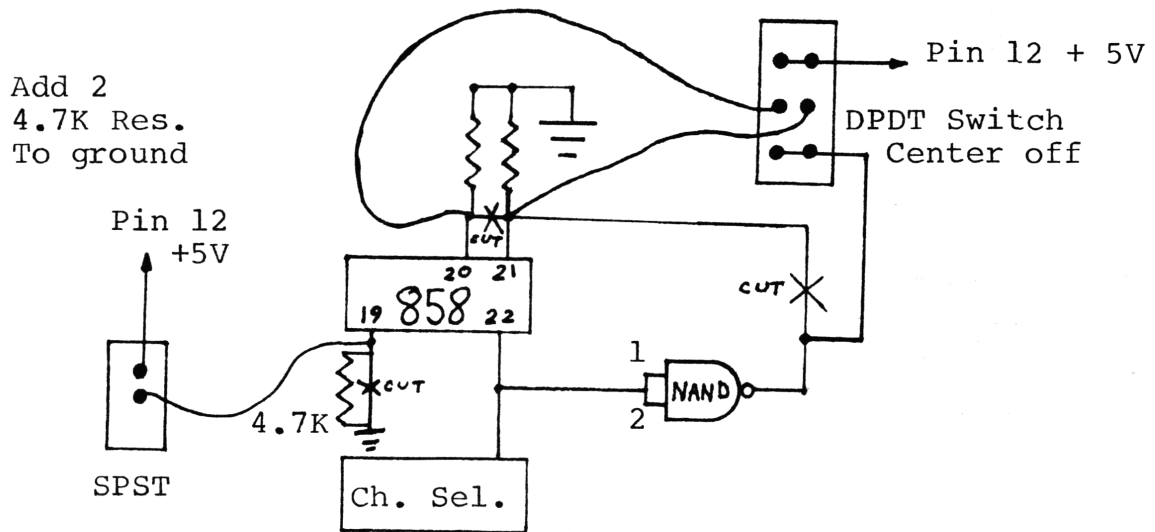 Pin 12 + 5V
Add 2
4.7K Res.
To ground
DPDT Switch
Center off
Pin 12
+5V
CUT
20 21
CUT
858
19
22
1
NAND
2
CUT
4.7K
SPST
Ch. Sel.